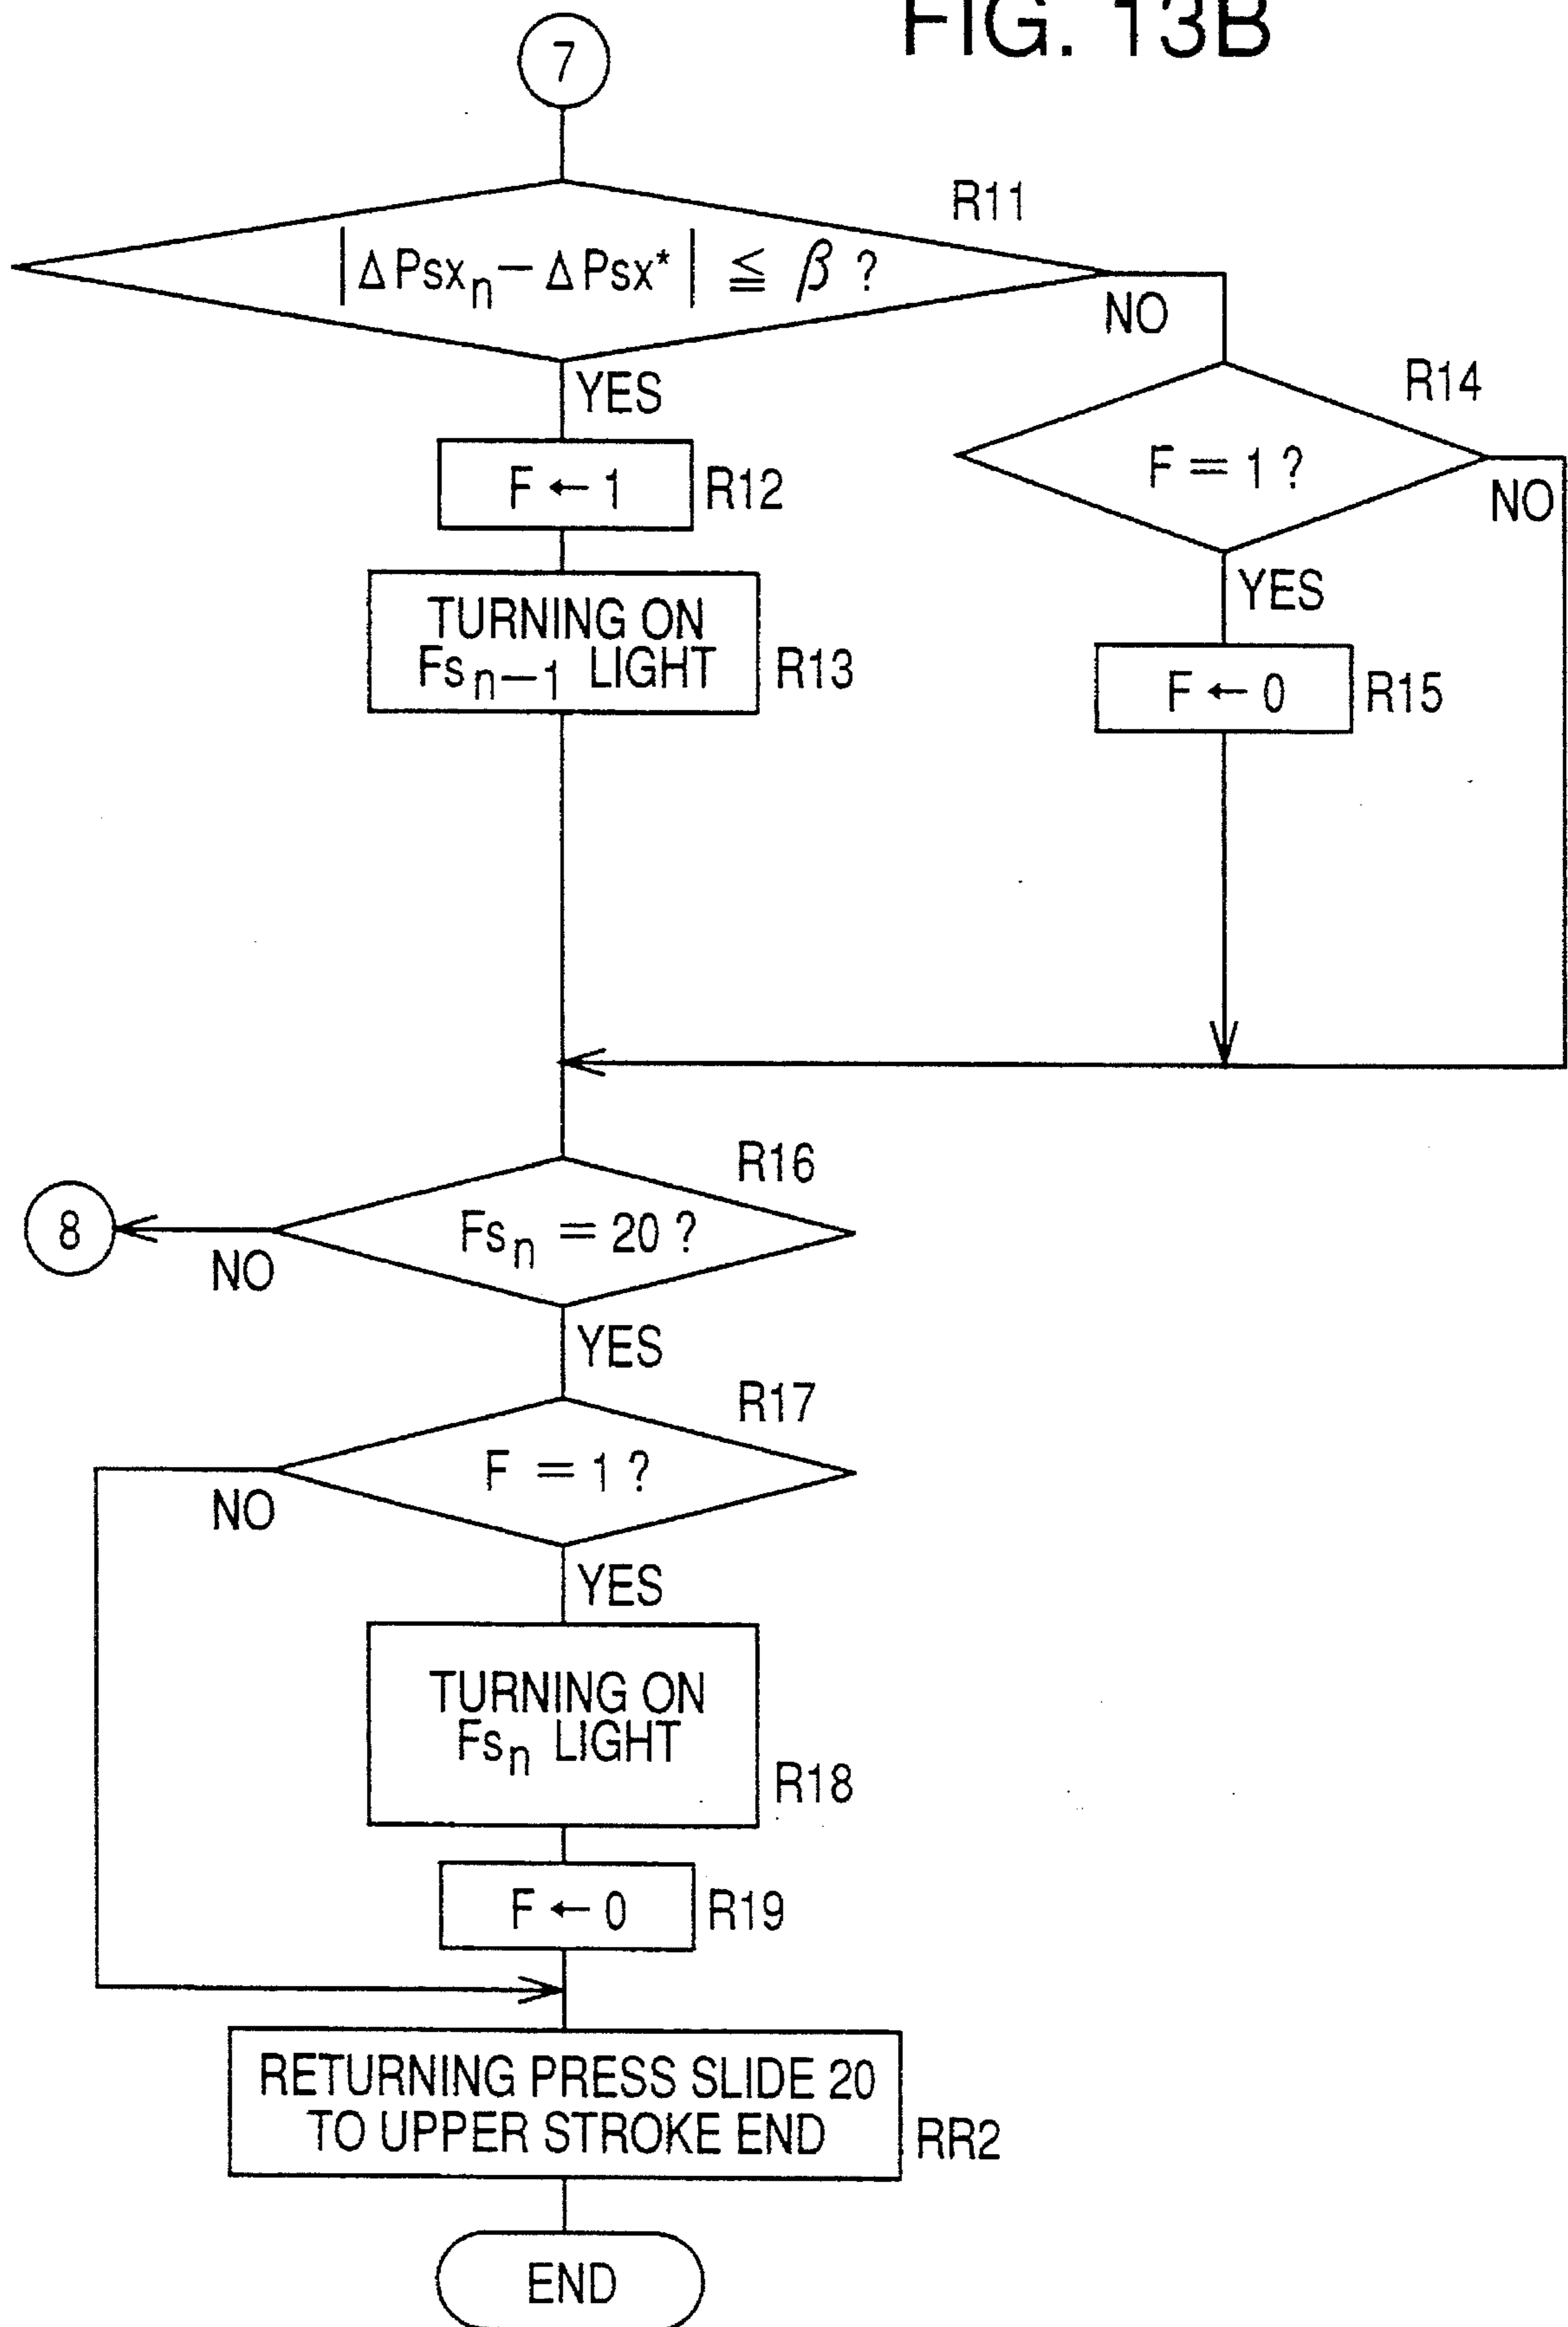 FIG. 13B
7
R11
|ΔPsxₙ− ΔPsx*| ≦ β ?
NO
YES
R14
F = 1 ?
NO
F ← 1
R12
YES
TURNING ON
Fsₙ₋₁ LIGHT
R13
F ← 0
R15
R16
8
Fsₙ = 20 ?
NO
YES
R17
F = 1 ?
NO
YES
TURNING ON
Fsₙ LIGHT
R18
F ← 0
R19
RETURNING PRESS SLIDE 20
TO UPPER STROKE END
RR2
END